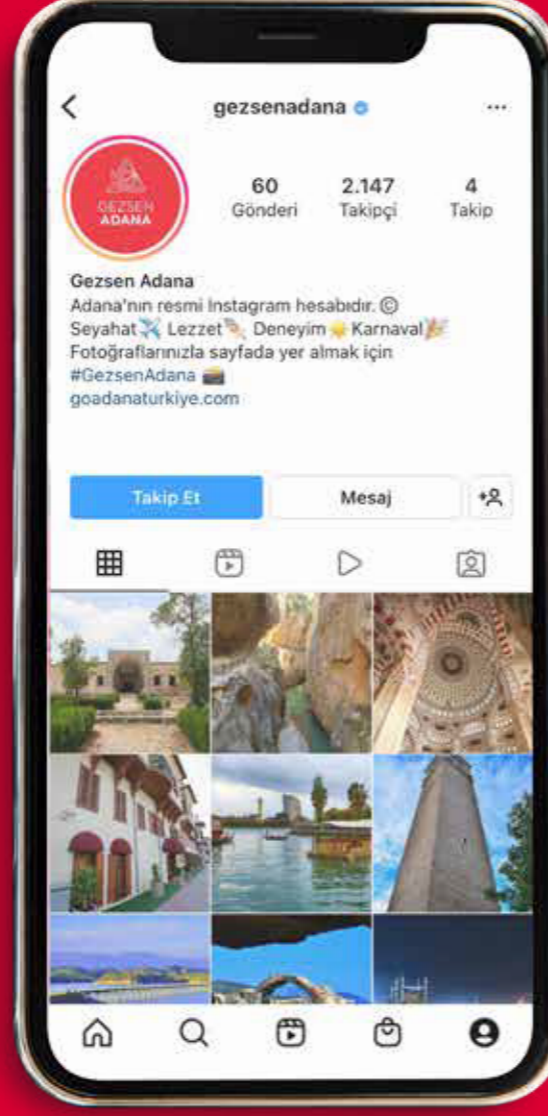 gezsenadana
GEZSEN
ADANA
60
Gönderi
2.147
Takipçi
4
Takip
Gezsen Adana
Adana'nın resmi Instagram hesabıdır. ©
Seyahat✈️ Lezzet🍢 Deneyim☀️Karnaval🎉
Fotoğraflarınızla sayfada yer almak için
#GezsenAdana 📸
goadanaturkiye.com
Takip Et
Mesaj